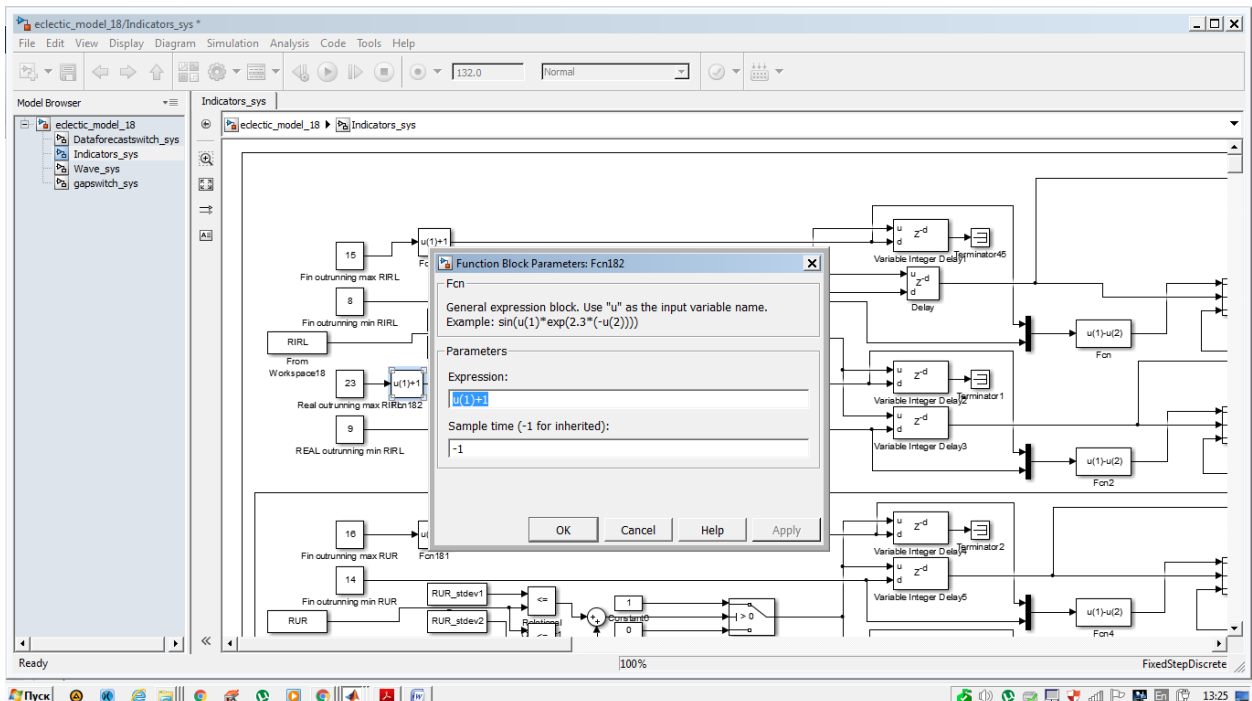 eclectic_model_18/Indicators_sys *
File Edit View Display Diagram Simulation Analysis Code Tools Help
132.0 Normal
Model Browser
Indicators_sys
eclectic_model_18
Dataforecastswitch_sys
Indicators_sys
Wave_sys
gapswitch_sys
eclectic_model_18 Indicators_sys
15
Fin outrunning max RIRL
u(1)+1
8
Fin outrunning min RIRL
RIRL
From
Workspace18
23
Real outrunning max RIRL
u(1)+1
Fcn182
9
REAL outrunning min RIRL
16
Fin outrunning max RUR
Fcn181
14
Fin outrunning min RUR
RUR
RUR_stdev1
RUR_stdev2
<=
Relational
<=
1
0
> 0
Function Block Parameters: Fcn182
Fcn
General expression block. Use "u" as the input variable name.
Example: sin(u(1)*exp(2.3*(-u(2))))
Parameters
Expression:
u(1)+1
Sample time (-1 for inherited):
-1
OK Cancel Help Apply
u
d
Z-d
Variable Integer Delay1
Terminator45
u
d
Z-d
Delay
u(1)-u(2)
Fcn
u
d
Z-d
Variable Integer Delay2
Terminator1
u
d
Z-d
Variable Integer Delay3
u(1)-u(2)
Fcn2
u
d
Z-d
Variable Integer Delay4
Terminator2
u
d
Z-d
Variable Integer Delay5
u(1)-u(2)
Fcn4
Ready 100% FixedStepDiscrete
Пуск En 13:25